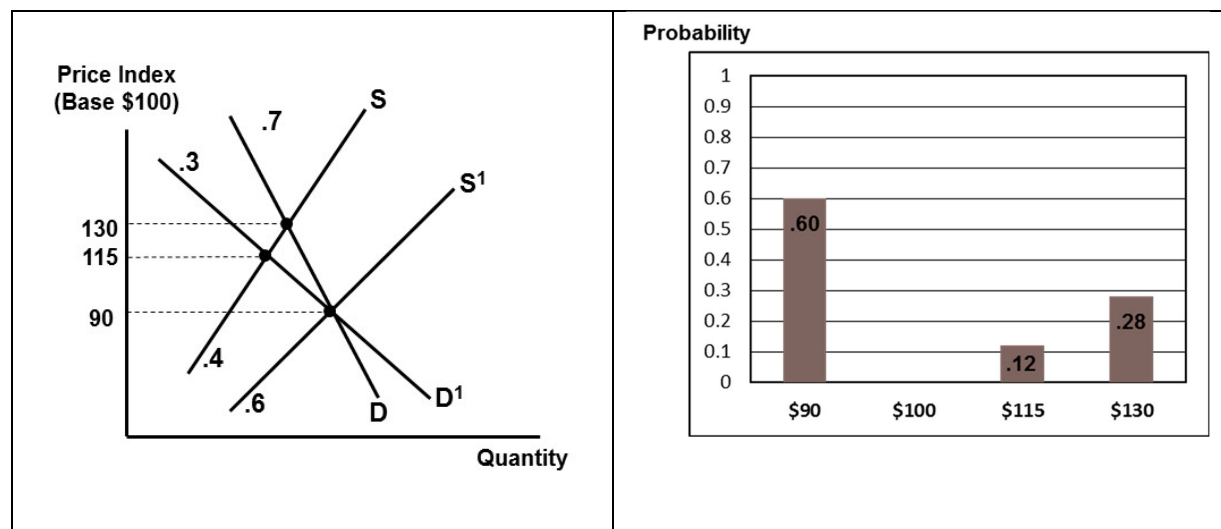 Price Index
(Base $100)
.7
S
.3
S¹
130
115
90
.4
.6
D
D¹
Quantity
Probability
1
0.9
0.8
0.7
0.6
.60
0.5
0.4
0.3
.28
0.2
0.1
.12
0
$90 $100 $115 $130